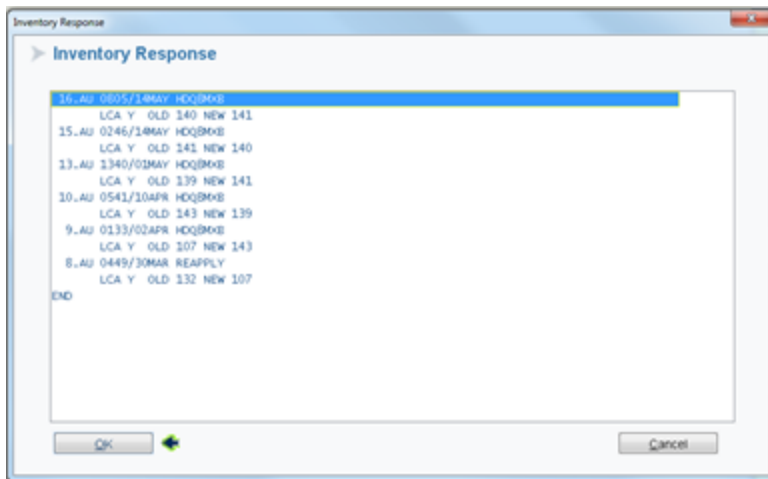 Inventory Response
Inventory Response
16.AU 0805/14MAY HDQBMXB
LCA Y OLD 140 NEW 141
15.AU 0246/14MAY HDQBMXB
LCA Y OLD 141 NEW 140
13.AU 1340/01MAY HDQBMXB
LCA Y OLD 139 NEW 141
10.AU 0541/10APR HDQBMXB
LCA Y OLD 143 NEW 139
9.AU 0133/02APR HDQBMXB
LCA Y OLD 107 NEW 143
8.AU 0449/30MAR REAPPLY
LCA Y OLD 132 NEW 107
END
OK
Cancel